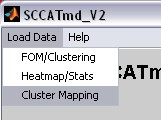 SCCATmd_V2
Load Data Help
FOM/Clustering
Heatmap/Stats
Cluster Mapping